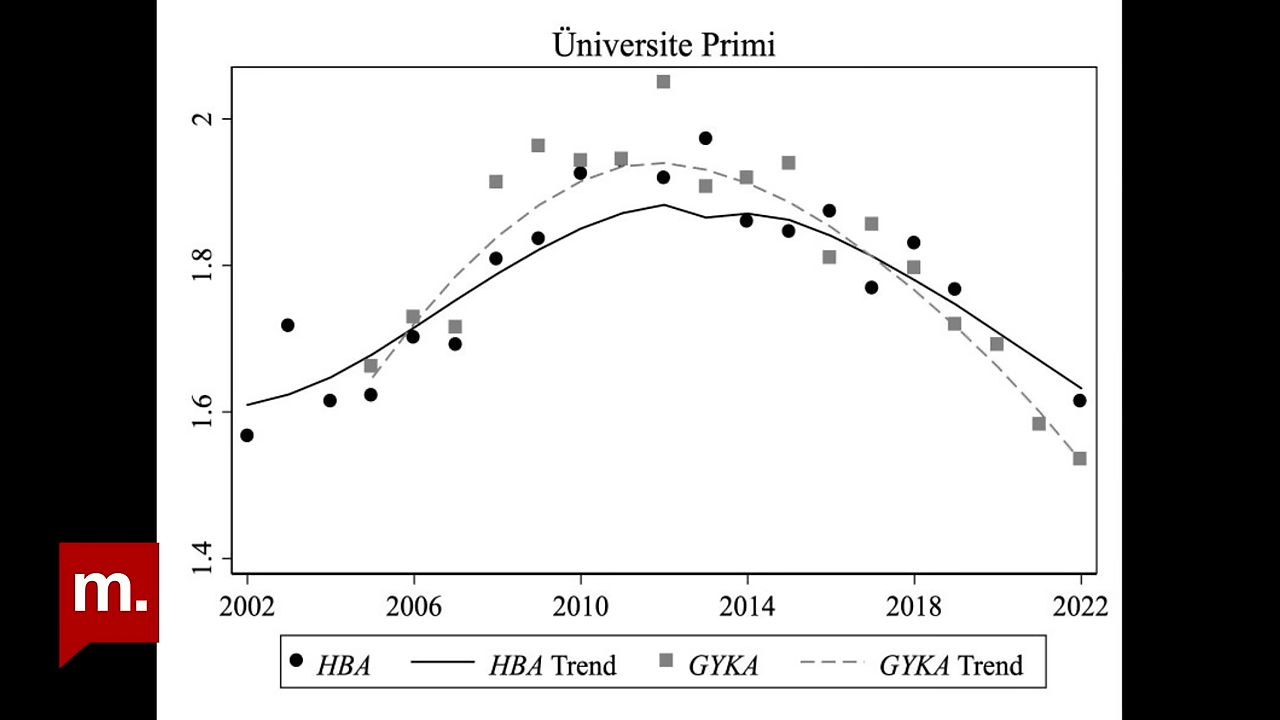 Üniversite Primi
2
1.8
1.6
1.4
2002 2006 2010 2014 2018 2022
HBA HBA Trend GYKA GYKA Trend
m.